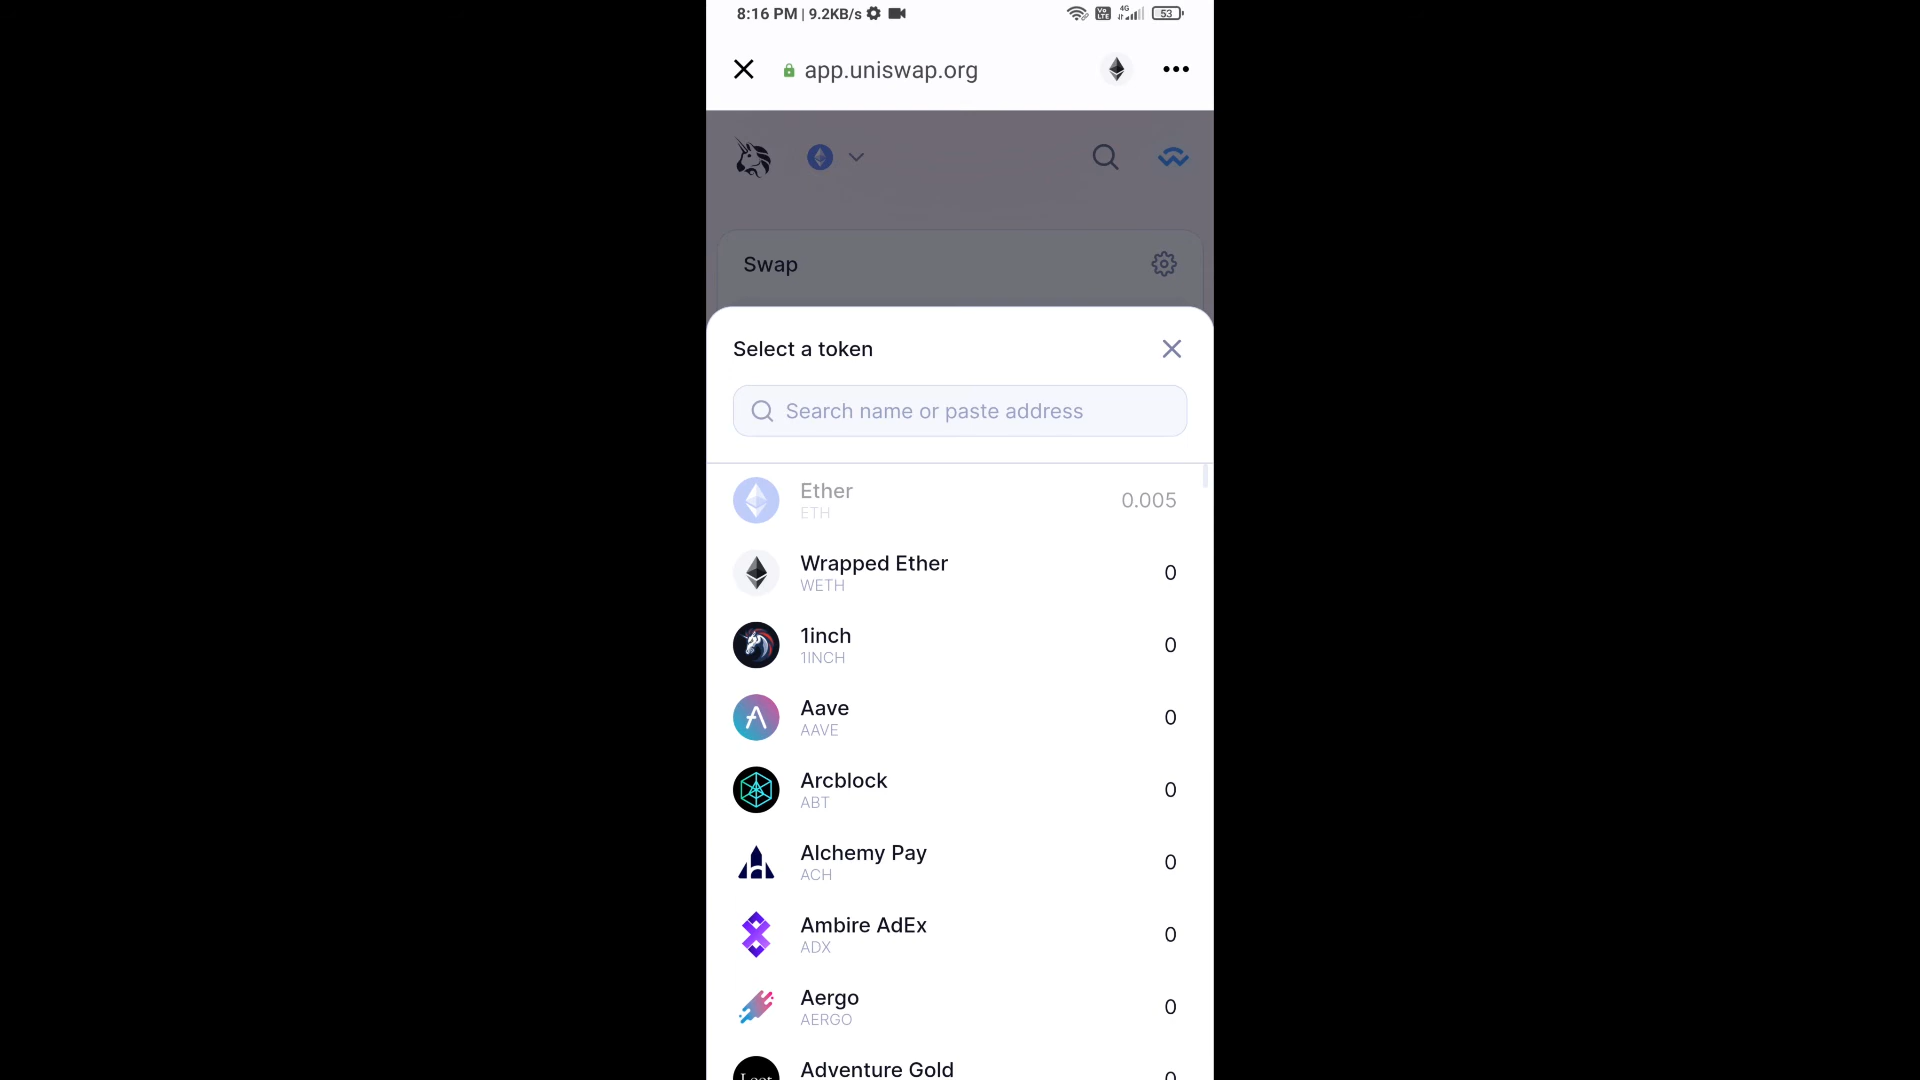 8:16 PM | 9.2KB/s 4G 53
app.uniswap.org
Swap
Select a token
Search name or paste address
Ether 0.005
ETH
Wrapped Ether 0
WETH
1inch 0
1INCH
Aave 0
AAVE
Arcblock 0
ABT
Alchemy Pay 0
ACH
Ambire AdEx 0
ADX
Aergo 0
AERGO
Adventure Gold 0